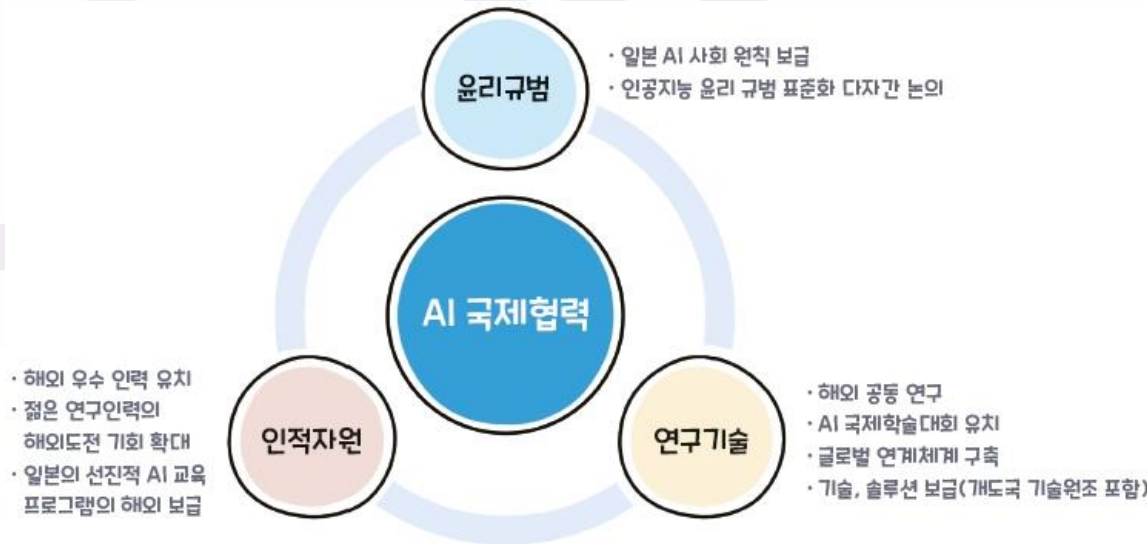 윤리규범
· 일본 AI 사회 원칙 보급
· 인공지능 윤리 규범 표준화 다자간 논의
AI 국제협력
· 해외 우수 인력 유치
· 젊은 연구인력의
해외도전 기회 확대
· 일본의 선진적 AI 교육
프로그램의 해외 보급
인적자원
연구기술
· 해외 공동 연구
· AI 국제학술대회 유치
· 글로벌 연계체계 구축
· 기술, 솔루션 보급(개도국 기술원조 포함)